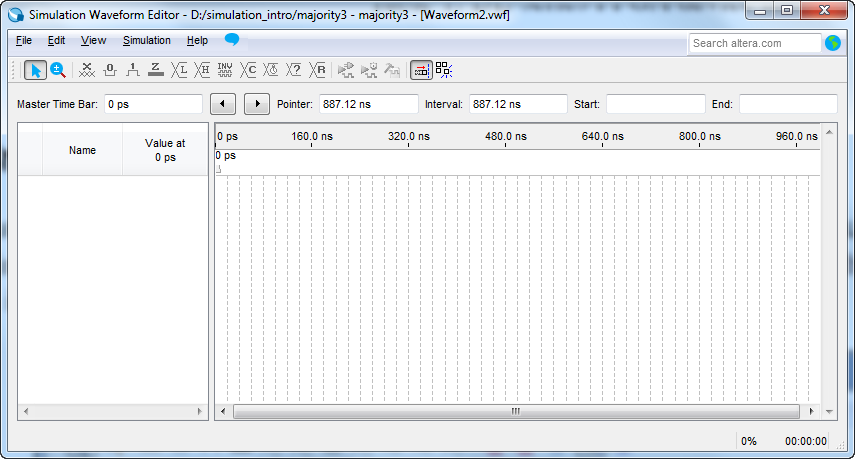 Simulation Waveform Editor - D:/simulation_intro/majority3 - majority3 - [Waveform2.vwf]
File Edit View Simulation Help Search altera.com
X 0 1 Z L H INV C ? R
Master Time Bar: 0 ps Pointer: 887.12 ns Interval: 887.12 ns Start: End:
Name Value at 0 ps
0 ps 160.0 ns 320.0 ns 480.0 ns 640.0 ns 800.0 ns 960.0 ns
0 ps
0% 00:00:00